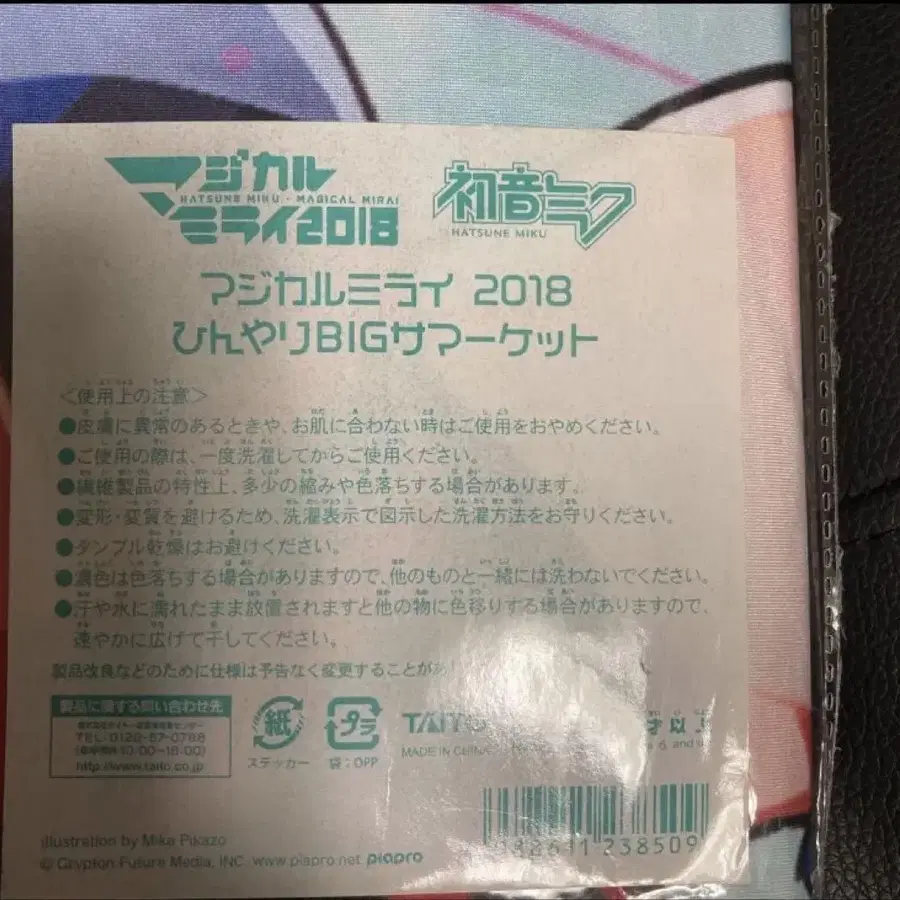 マジカル
HATSUNE MIKU・MAGICAL MIRAI
ミライ2018
初音ミク
HATSUNE MIKU
マジカルミライ 2018
ひんやりBIGサマーケット
＜使用上の注意＞
●皮膚に異常のあるときや、お肌に合わない時はご使用をおやめください。
●ご使用の際は、一度洗濯してからご使用ください。
●繊維製品の特性上、多少の縮みや色落ちする場合があります。
●変形・変質を避けるため、洗濯表示で図示した洗濯方法をお守りください。
●タンブル乾燥はお避けください。
●濃色は色落ちする場合がありますので、他のものと一緒には洗わないでください。
●汗や水に濡れたまま放置されますと他の物に色移りする場合がありますので、
速やかに広げて干してください。
製品改良などのために仕様は予告なく変更することがあ
製品に関する問い合わせ先
TEL:0120-57-0788
10:00~18:00)
http://www.taito.co.jp
紙
ステッカー
プラ
袋：OPP
TAITO
MADE IN CHINA
才以上
6 and
illustration by Mika Pikazo
© Crypton Future Media, INC. www.piapro.net piapro
238509